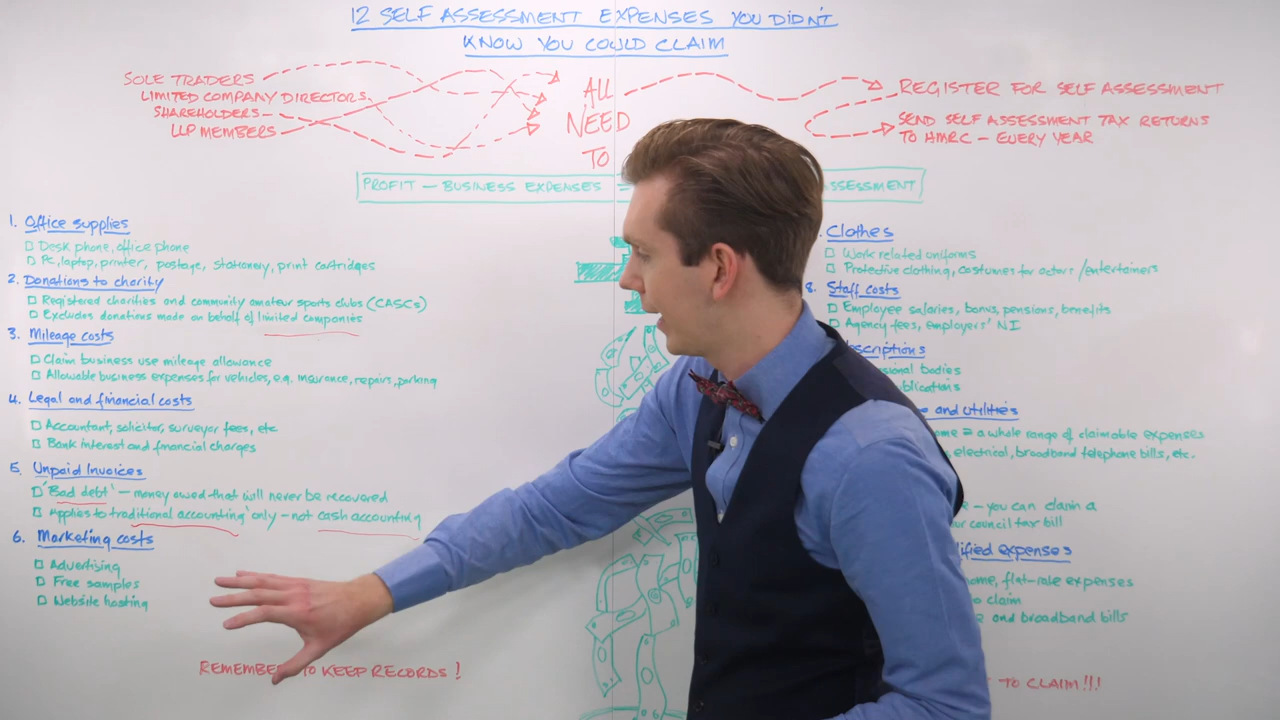 12 SELF ASSESSMENT EXPENSES YOU DIDN'T
KNOW YOU COULD CLAIM
SOLE TRADERS
LIMITED COMPANY DIRECTORS
SHAREHOLDERS
LLP MEMBERS
ALL
NEED
TO
REGISTER FOR SELF ASSESSMENT
SEND SELF ASSESSMENT TAX RETURNS
TO HMRC – EVERY YEAR
PROFIT – BUSINESS EXPENSES =
1. Office supplies
Desk phone, office phone
PC, laptop, printer, postage, stationery, print cartridges
2. Donations to charity
Registered charities and community amateur sports clubs (CASCs)
Excludes donations made on behalf of limited companies
3. Mileage costs
Claim business use mileage allowance
Allowable business expenses for vehicles, e.g. insurance, repairs, parking
4. Legal and financial costs
Accountant, solicitor, surveyor fees, etc
Bank interest and financial charges
5. Unpaid Invoices
'Bad debt' – money owed that will never be recovered
Applies to 'traditional accounting' only – not cash accounting
6. Marketing costs
Advertising
Free samples
Website hosting
REMEMBER TO KEEP RECORDS!
Clothes
Work related uniforms
Protective clothing, costumes for actors/entertainers
8. Staff costs
Employee salaries, bonus, pensions, benefits
Agency fees, employers' NI
bodies
and utilities
= a whole range of claimable expenses
electrical, broadband telephone bills, etc.
– you can claim a
council tax bill
expenses
flat-rate expenses
to claim
and broadband bills
TO CLAIM!!!